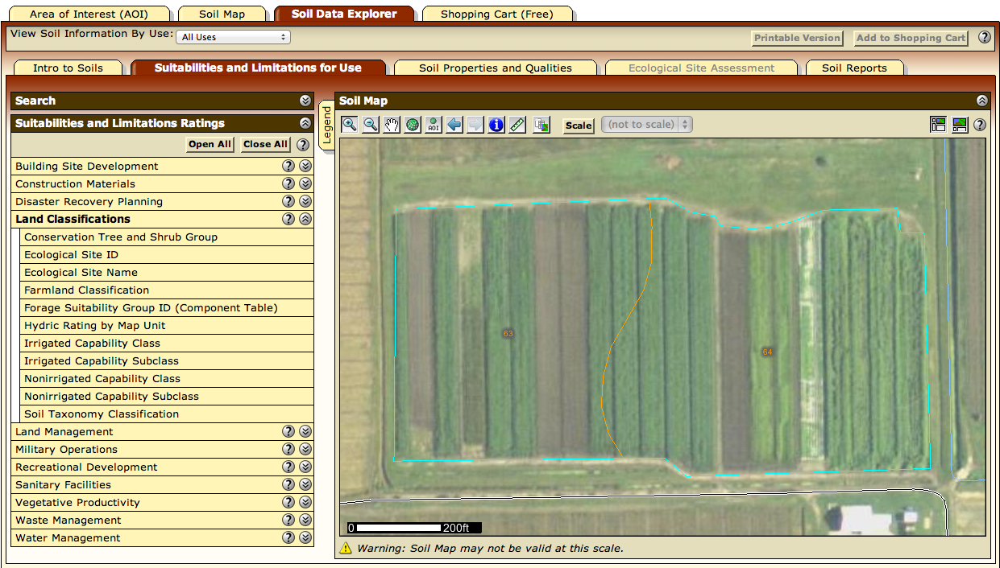 Area of Interest (AOI) Soil Map Soil Data Explorer Shopping Cart (Free)
View Soil Information By Use: All Uses Printable Version Add to Shopping Cart ?
Intro to Soils Suitabilities and Limitations for Use Soil Properties and Qualities Ecological Site Assessment Soil Reports
Search
Suitabilities and Limitations Ratings
Open All Close All ?
Building Site Development ?
Construction Materials ?
Disaster Recovery Planning ?
Land Classifications ?
Conservation Tree and Shrub Group
Ecological Site ID
Ecological Site Name
Farmland Classification
Forage Suitability Group ID (Component Table)
Hydric Rating by Map Unit
Irrigated Capability Class
Irrigated Capability Subclass
Nonirrigated Capability Class
Nonirrigated Capability Subclass
Soil Taxonomy Classification
Land Management ?
Military Operations ?
Recreational Development ?
Sanitary Facilities ?
Vegetative Productivity ?
Waste Management ?
Water Management ?
Legend
Soil Map
AOI i Scale (not to scale) ?
63
64
0 200ft
Warning: Soil Map may not be valid at this scale.